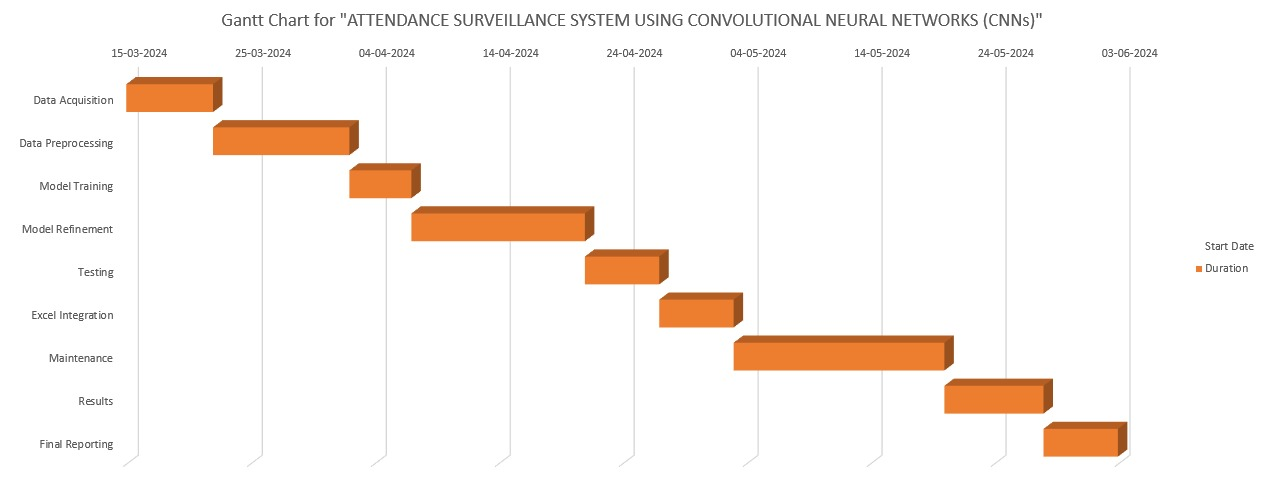 Gantt Chart for "ATTENDANCE SURVEILLANCE SYSTEM USING CONVOLUTIONAL NEURAL NETWORKS (CNNs)"
15-03-2024 25-03-2024 04-04-2024 14-04-2024 24-04-2024 04-05-2024 14-05-2024 24-05-2024 03-06-2024
Data Acquisition
Data Preprocessing
Model Training
Model Refinement
Testing
Excel Integration
Maintenance
Results
Final Reporting
Start Date
Duration